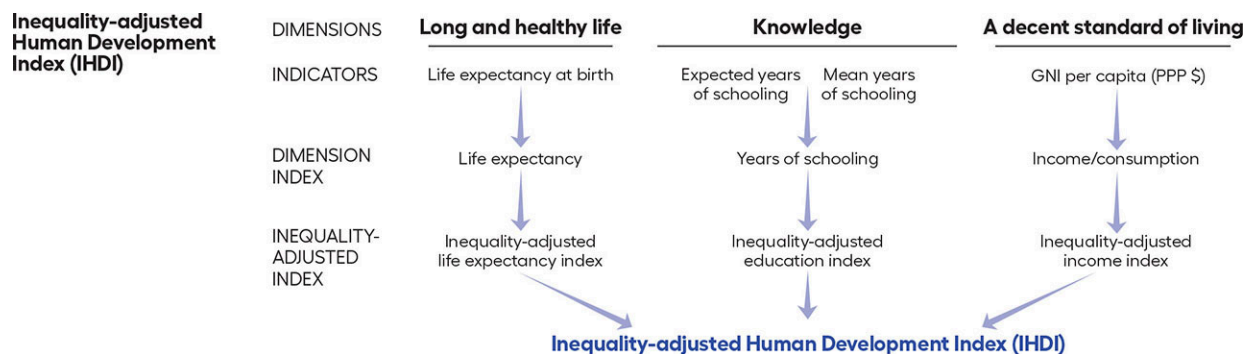 Inequality-adjusted
Human Development
Index (IHDI)
DIMENSIONS
Long and healthy life
Knowledge
A decent standard of living
INDICATORS
Life expectancy at birth
Expected years
of schooling
Mean years
of schooling
GNI per capita (PPP $)
DIMENSION
INDEX
Life expectancy
Years of schooling
Income/consumption
INEQUALITY-
ADJUSTED
INDEX
Inequality-adjusted
life expectancy index
Inequality-adjusted
education index
Inequality-adjusted
income index
Inequality-adjusted Human Development Index (IHDI)